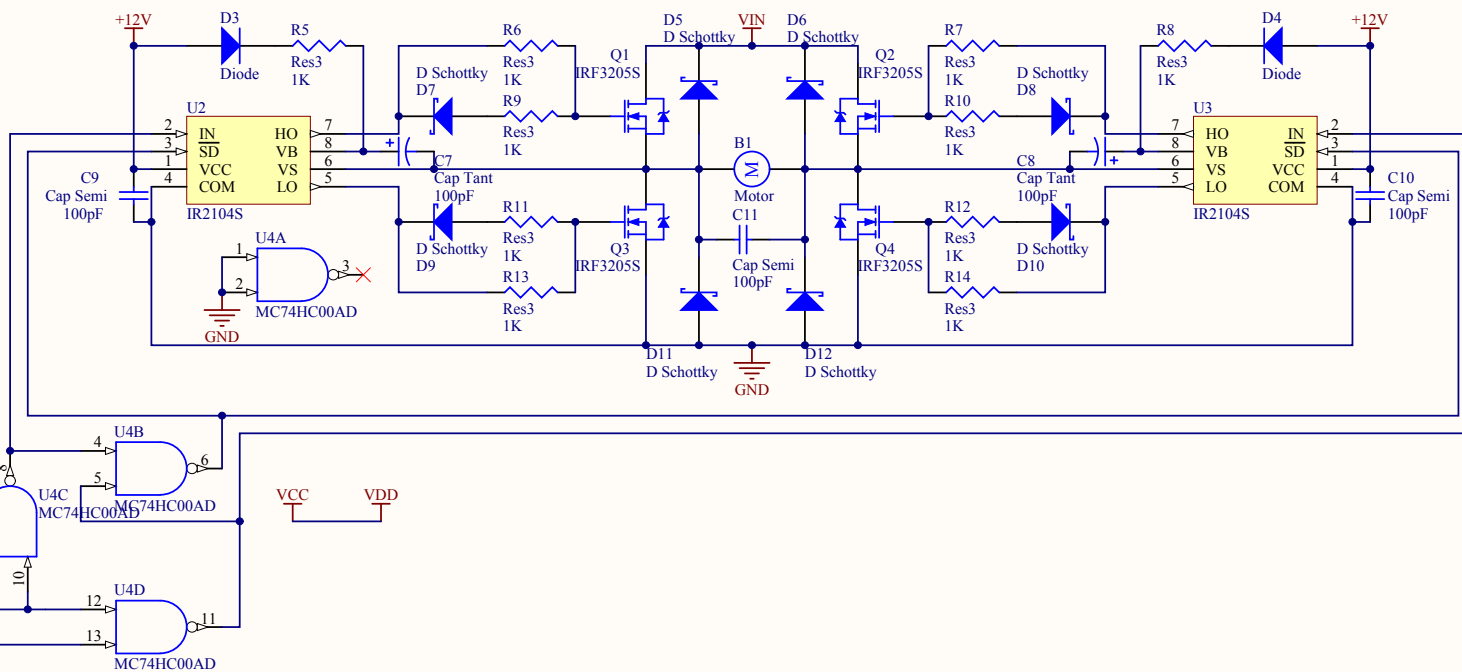 +12V
D3
Diode
R5
Res3
1K
U2
2
3
1
4
IN
SD
VCC
COM
HO
VB
VS
LO
7
8
6
5
IR2104S
C9
Cap Semi
100pF
R6
Res3
1K
D Schottky
D7
R9
Res3
1K
C7
Cap Tant
100pF
+
R11
Res3
1K
D Schottky
D9
R13
Res3
1K
Q1
IRF3205S
Q3
IRF3205S
D5
D Schottky
VIN
D6
D Schottky
B1
M
Motor
C11
Cap Semi
100pF
D11
D Schottky
GND
D12
D Schottky
Q2
IRF3205S
Q4
IRF3205S
R7
Res3
1K
R10
Res3
1K
D Schottky
D8
C8
Cap Tant
100pF
+
R12
Res3
1K
D Schottky
D10
R14
Res3
1K
R8
Res3
1K
D4
Diode
+12V
U3
7
8
6
5
HO
VB
VS
LO
IN
SD
VCC
COM
2
3
1
4
IR2104S
C10
Cap Semi
100pF
U4A
1
2
3
MC74HC00AD
GND
U4B
4
5
6
MC74HC00AD
U4C
MC74HC00AD
8
10
VCC
VDD
U4D
12
13
11
MC74HC00AD